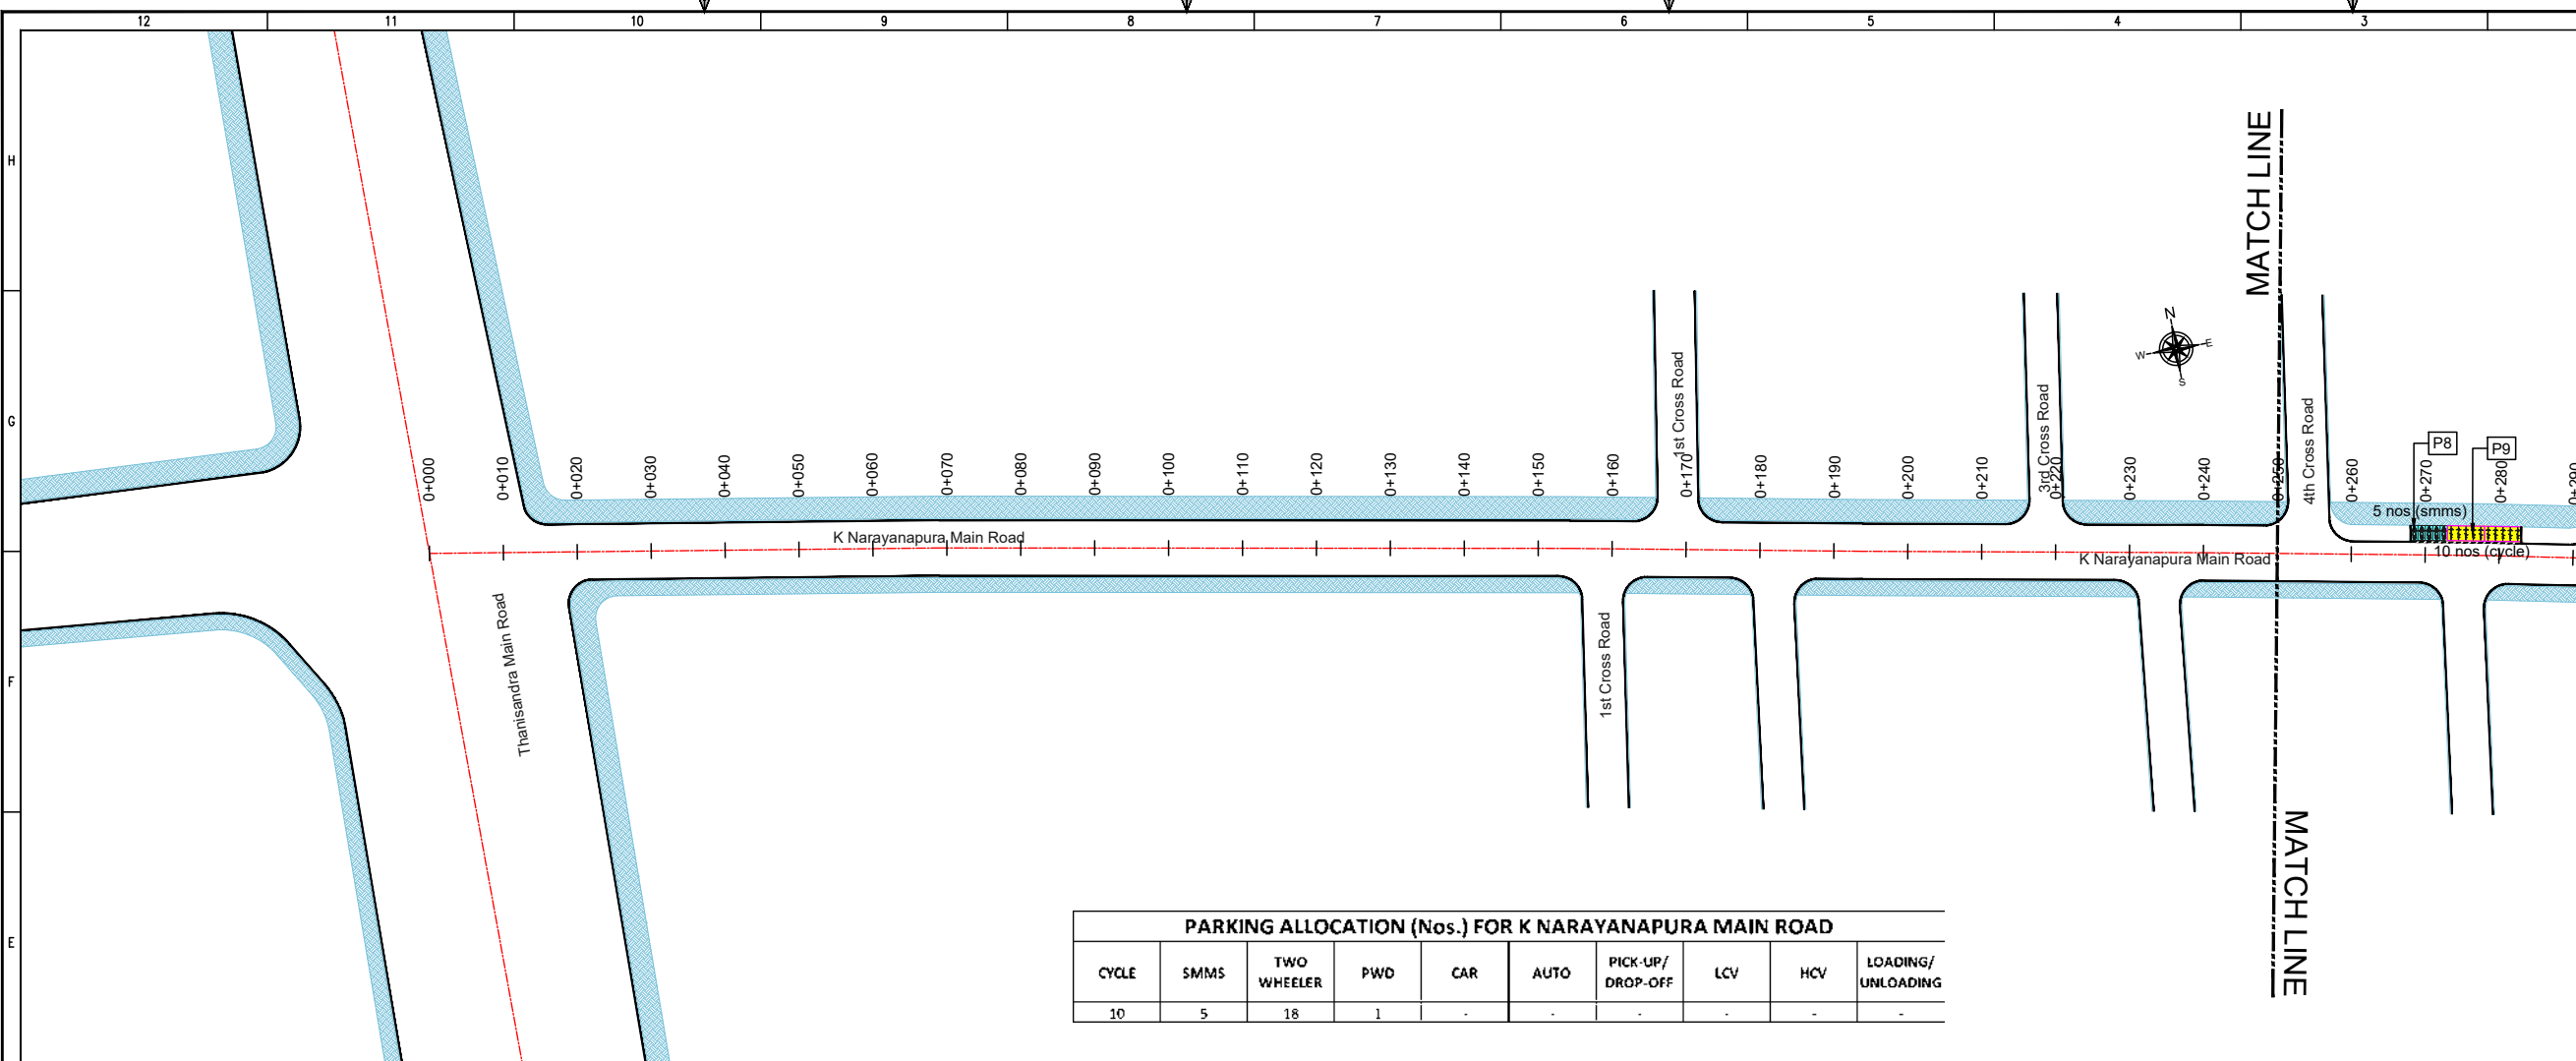 12 11 10 9 8 7 6 5 4 3
H
G
F
E
MATCH LINE
N
W E
S
1st Cross Road
3rd Cross Road
4th Cross Road
P8
P9
0+000 0+010 0+020 0+030 0+040 0+050 0+060 0+070 0+080 0+090 0+100 0+110 0+120 0+130 0+140 0+150 0+160 0+170 0+180 0+190 0+200 0+210 0+220 0+230 0+240 0+250 0+260 0+270 0+280 0+290
5 nos (smms)
K Narayanapura Main Road
10 nos (cycle)
K Narayanapura Main Road
Thanisandra Main Road
1st Cross Road
MATCH LINE
PARKING ALLOCATION (Nos.) FOR K NARAYANAPURA MAIN ROAD
CYCLE SMMS TWO WHEELER PWD CAR AUTO PICK-UP/ DROP-OFF LCV HCV LOADING/ UNLOADING
10 5 18 1 - - - - - -